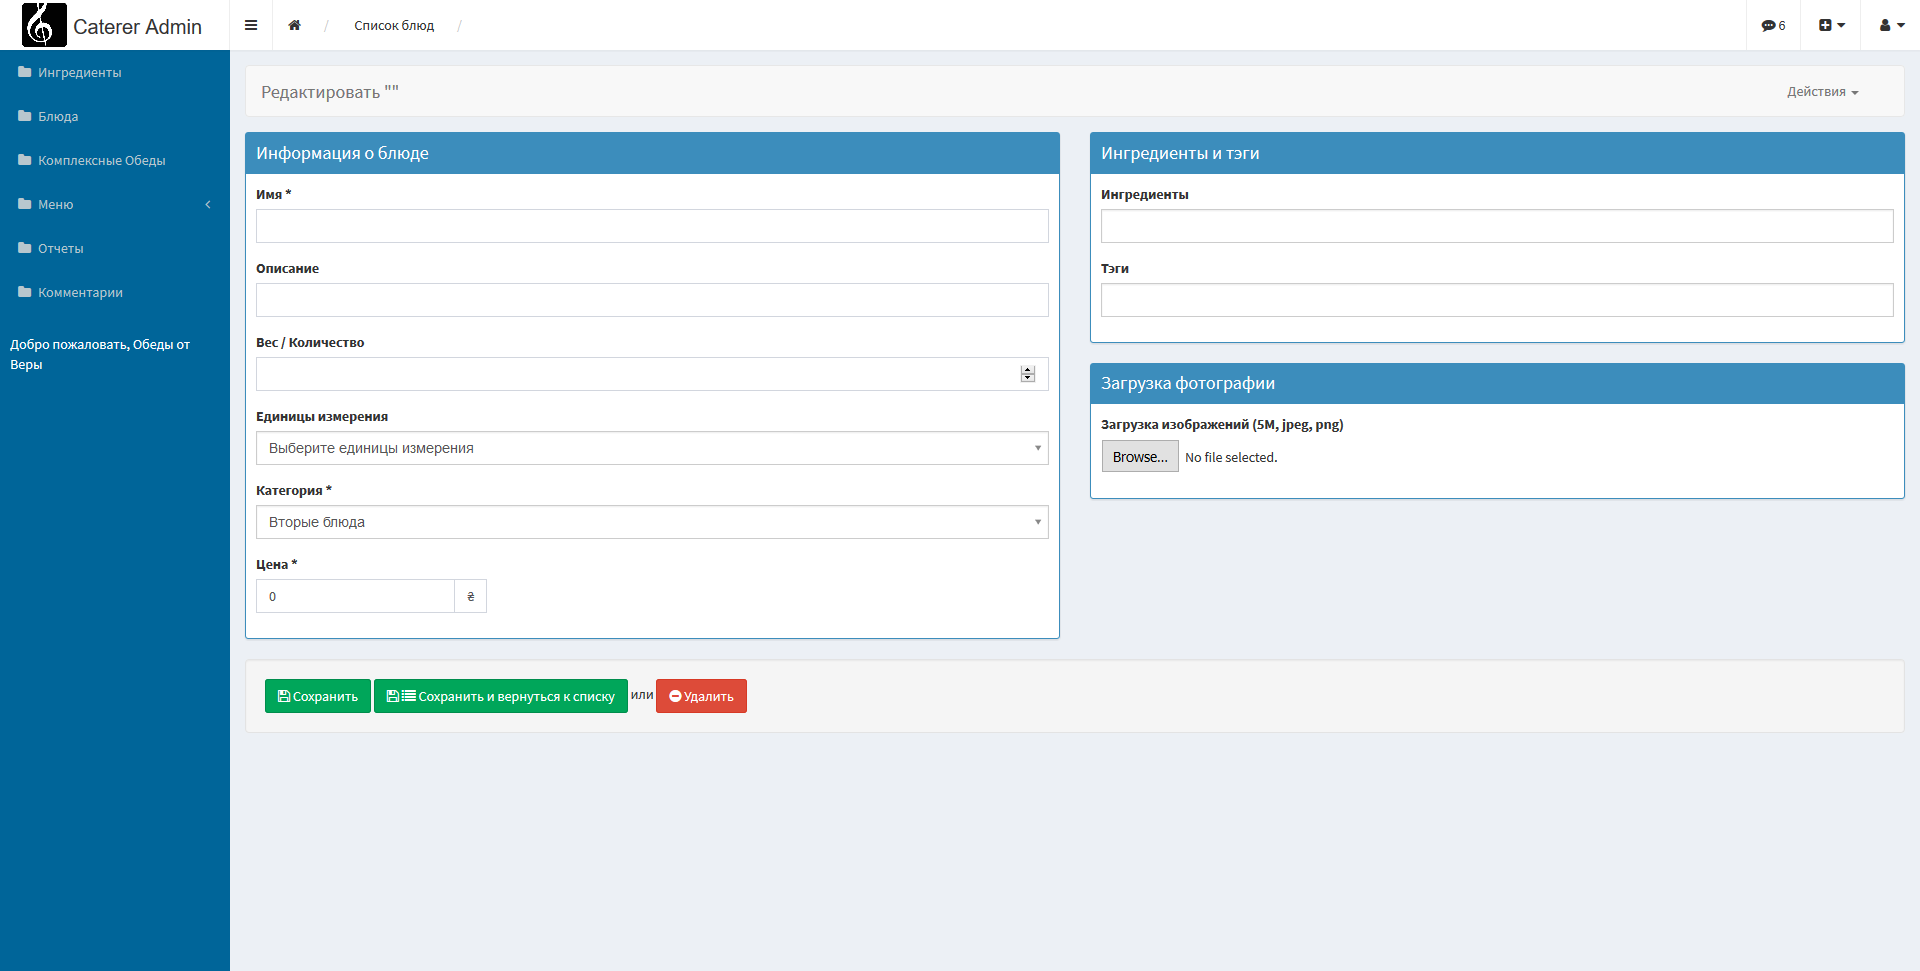 Caterer Admin
/ Список блюд /
6
Ингредиенты
Блюда
Комплексные Обеды
Меню
Отчеты
Комментарии
Добро пожаловать, Обеды от
Веры
Редактировать ""
Действия
Информация о блюде
Имя *
Описание
Вес / Количество
Единицы измерения
Выберите единицы измерения
Категория *
Вторые блюда
Цена *
0 ₴
Ингредиенты и тэги
Ингредиенты
Тэги
Загрузка фотографии
Загрузка изображений (5M, jpeg, png)
Browse... No file selected.
Сохранить Сохранить и вернуться к списку или Удалить